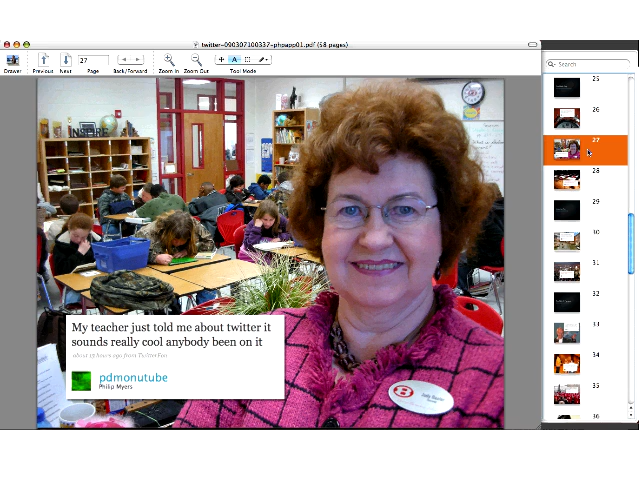 twitter-090307100337-phpapp01.pdf (58 pages)
27
Search
Drawer
Previous
Next
Page
Back/Forward
Zoom In
Zoom Out
Tool Mode
A
INSPIRE
My teacher just told me about twitter it
sounds really cool anybody been on it
about 19 hours ago from TwitterFon
pdmonutube
Philip Myers
25
26
27
28
29
30
31
32
33
34
35
36